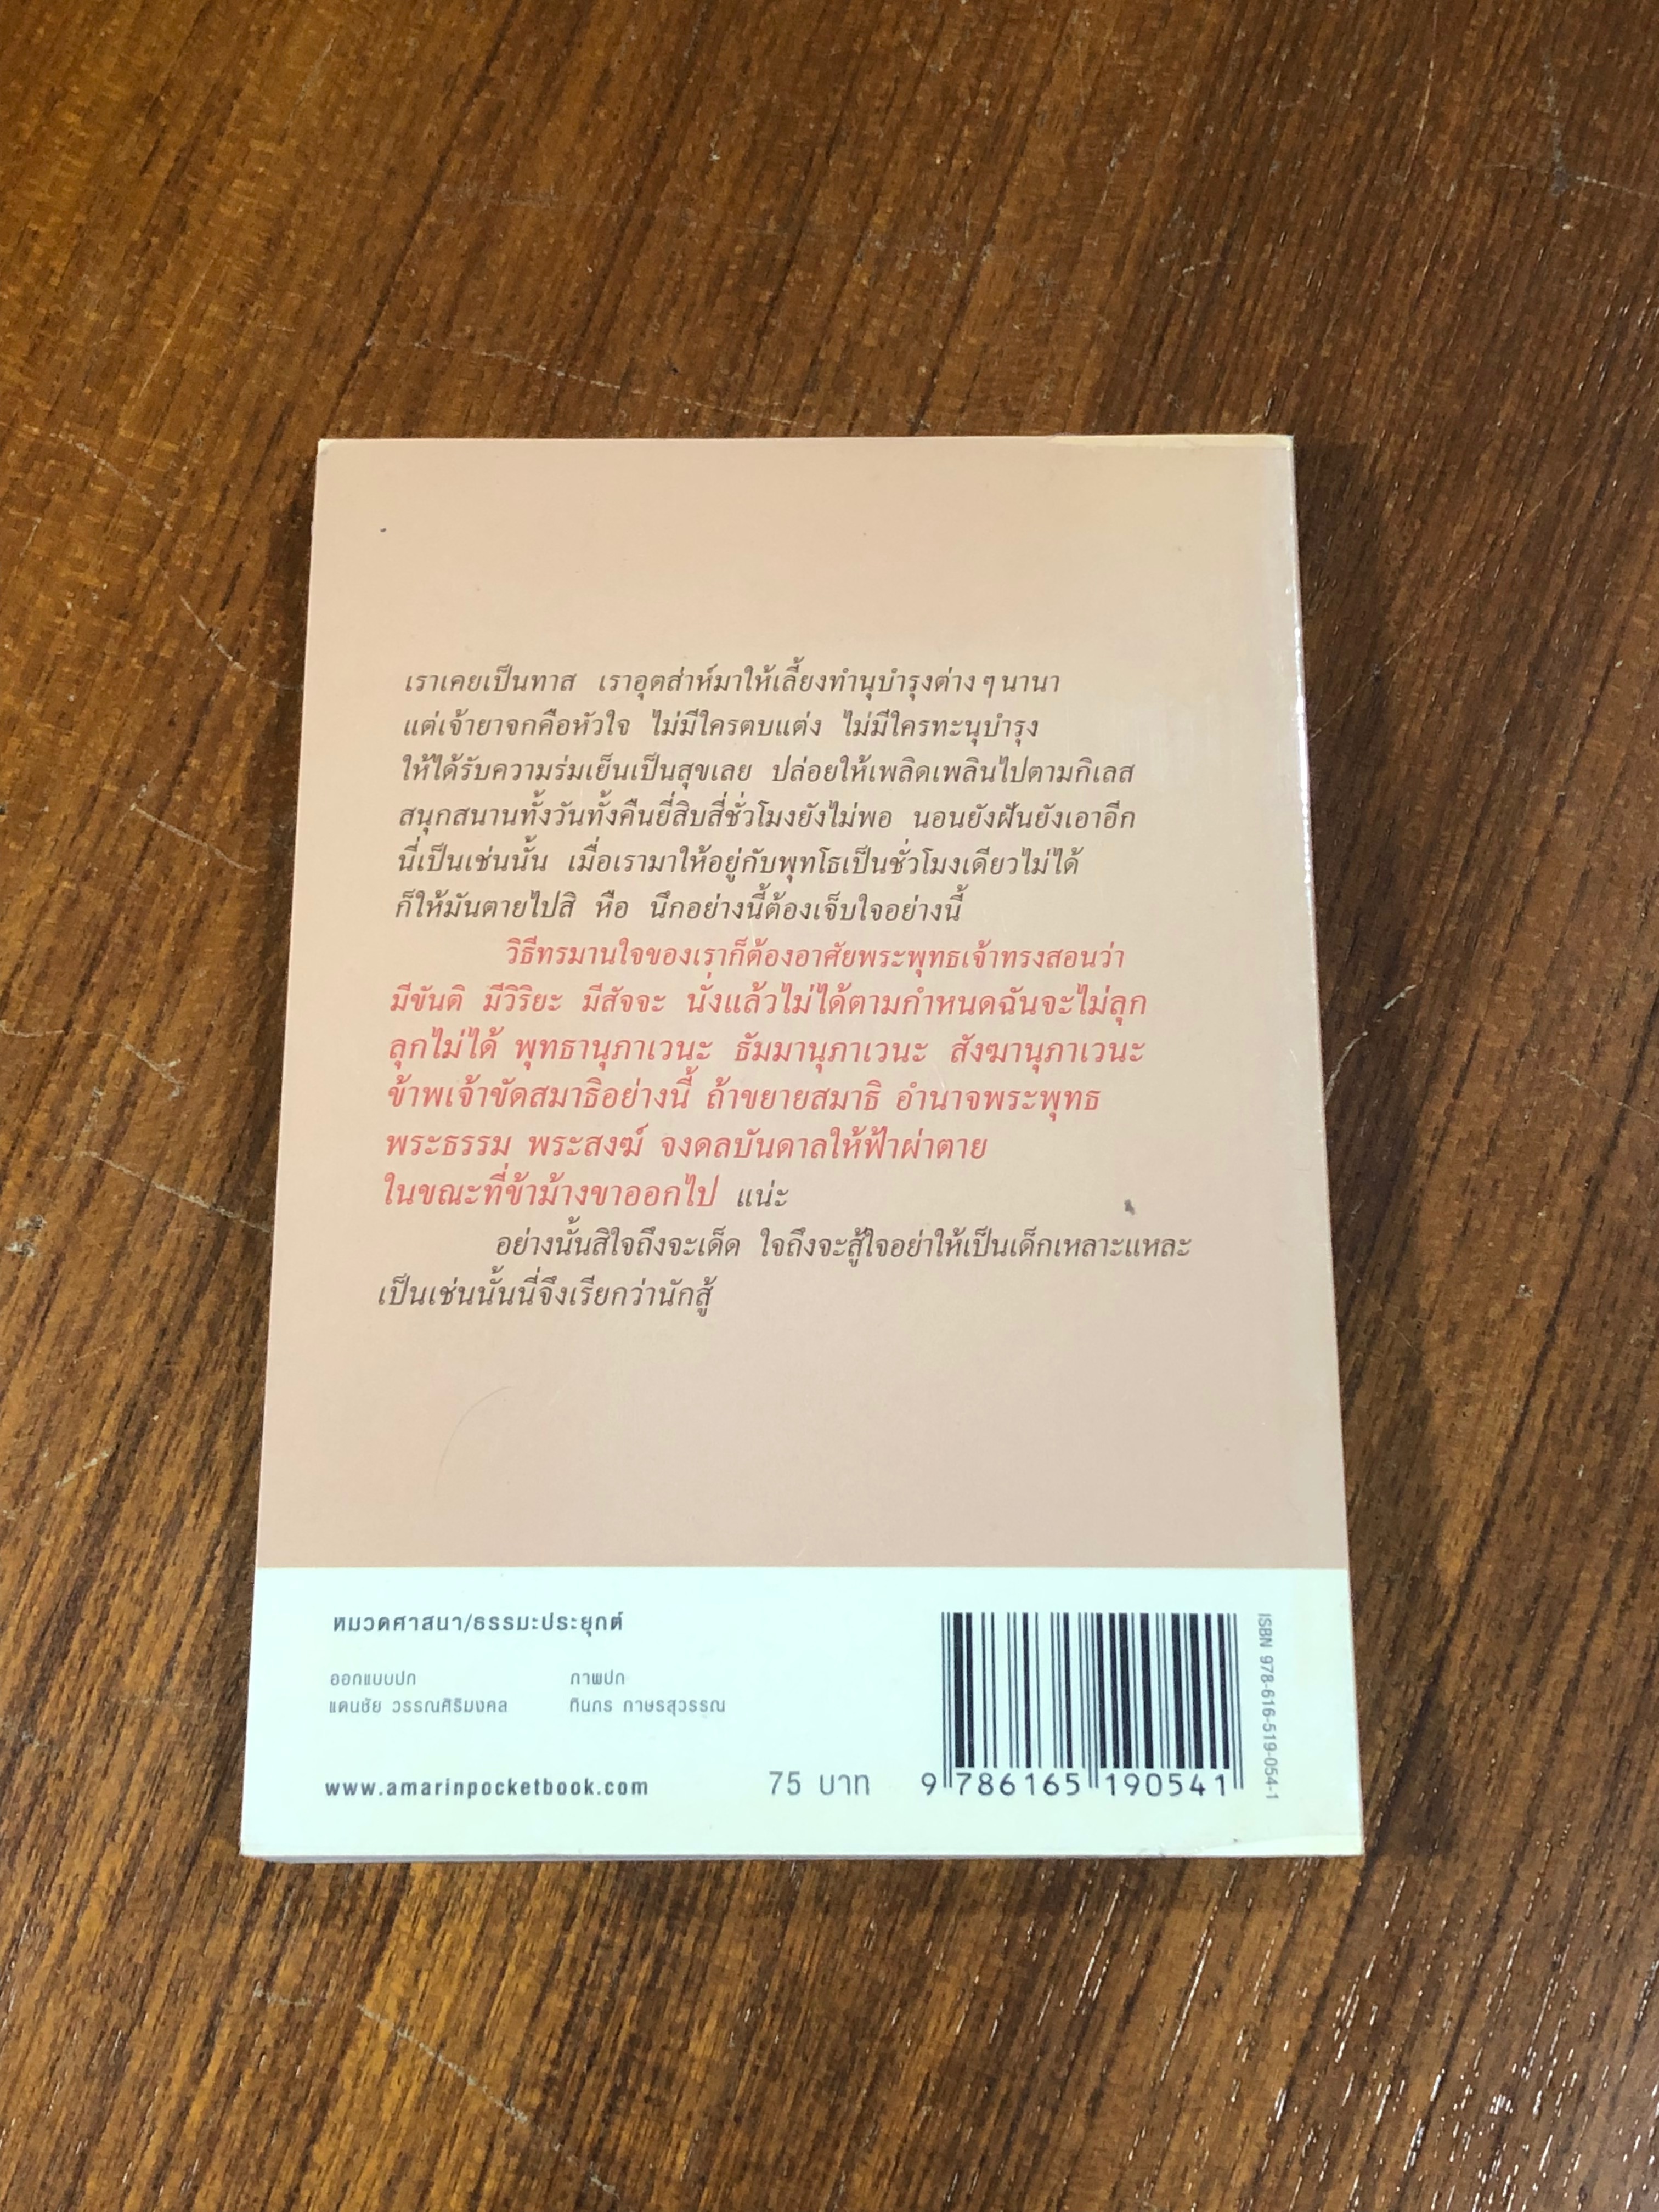 เราเคยเป็นทาส เราอุตส่าห์มาให้เลี้ยงทำนุบำรุงต่าง ๆ นานา
แต่เจ้ายาจกคือหัวใจ ไม่มีใครตบแต่ง ไม่มีใครทะนุบำรุง
ให้ได้รับความร่มเย็นเป็นสุขเลย ปล่อยให้เพลิดเพลินไปตามกิเลส
สนุกสนานทั้งวันทั้งคืนยี่สิบสี่ชั่วโมงยังไม่พอ นอนยังฝันยังเอาอีก
นี่เป็นเช่นนั้น เมื่อเรามาให้อยู่กับพุทโธเป็นชั่วโมงเดียวไม่ได้
ก็ให้มันตายไปสิ หือ นึกอย่างนี้ต้องเจ็บใจอย่างนี้
วิธีทรมานใจของเราก็ต้องอาศัยพระพุทธเจ้าทรงสอนว่า
มีขันติ มีวิริยะ มีสัจจะ นั่งแล้วไม่ได้ตามกำหนดฉันจะไม่ลุก
ลุกไม่ได้ พุทธานุภาเวนะ ธัมมานุภาเวนะ สังฆานุภาเวนะ
ข้าพเจ้าขัดสมาธิอย่างนี้ ถ้าขยายสมาธิ อำนาจพระพุทธ
พระธรรม พระสงฆ์ จงดลบันดาลให้ฟ้าผ่าตาย
ในขณะที่ข้าม้างขาออกไป แน่ะ
อย่างนั้นสิใจถึงจะเด็ด ใจถึงจะสู้ใจอย่าให้เป็นเด็กเหลาะแหละ
เป็นเช่นนั้นนี่จึงเรียกว่านักสู้
หมวดศาสนา/ธรรมะประยุกต์
ออกแบบปก ภาพปก
แดนชัย วรรณศิริมงคล ทินกร ภาษรสุวรรณ
www.amarinpocketbook.com 75 บาท
9 786165 190541
ISBN 978-616-519-054-1